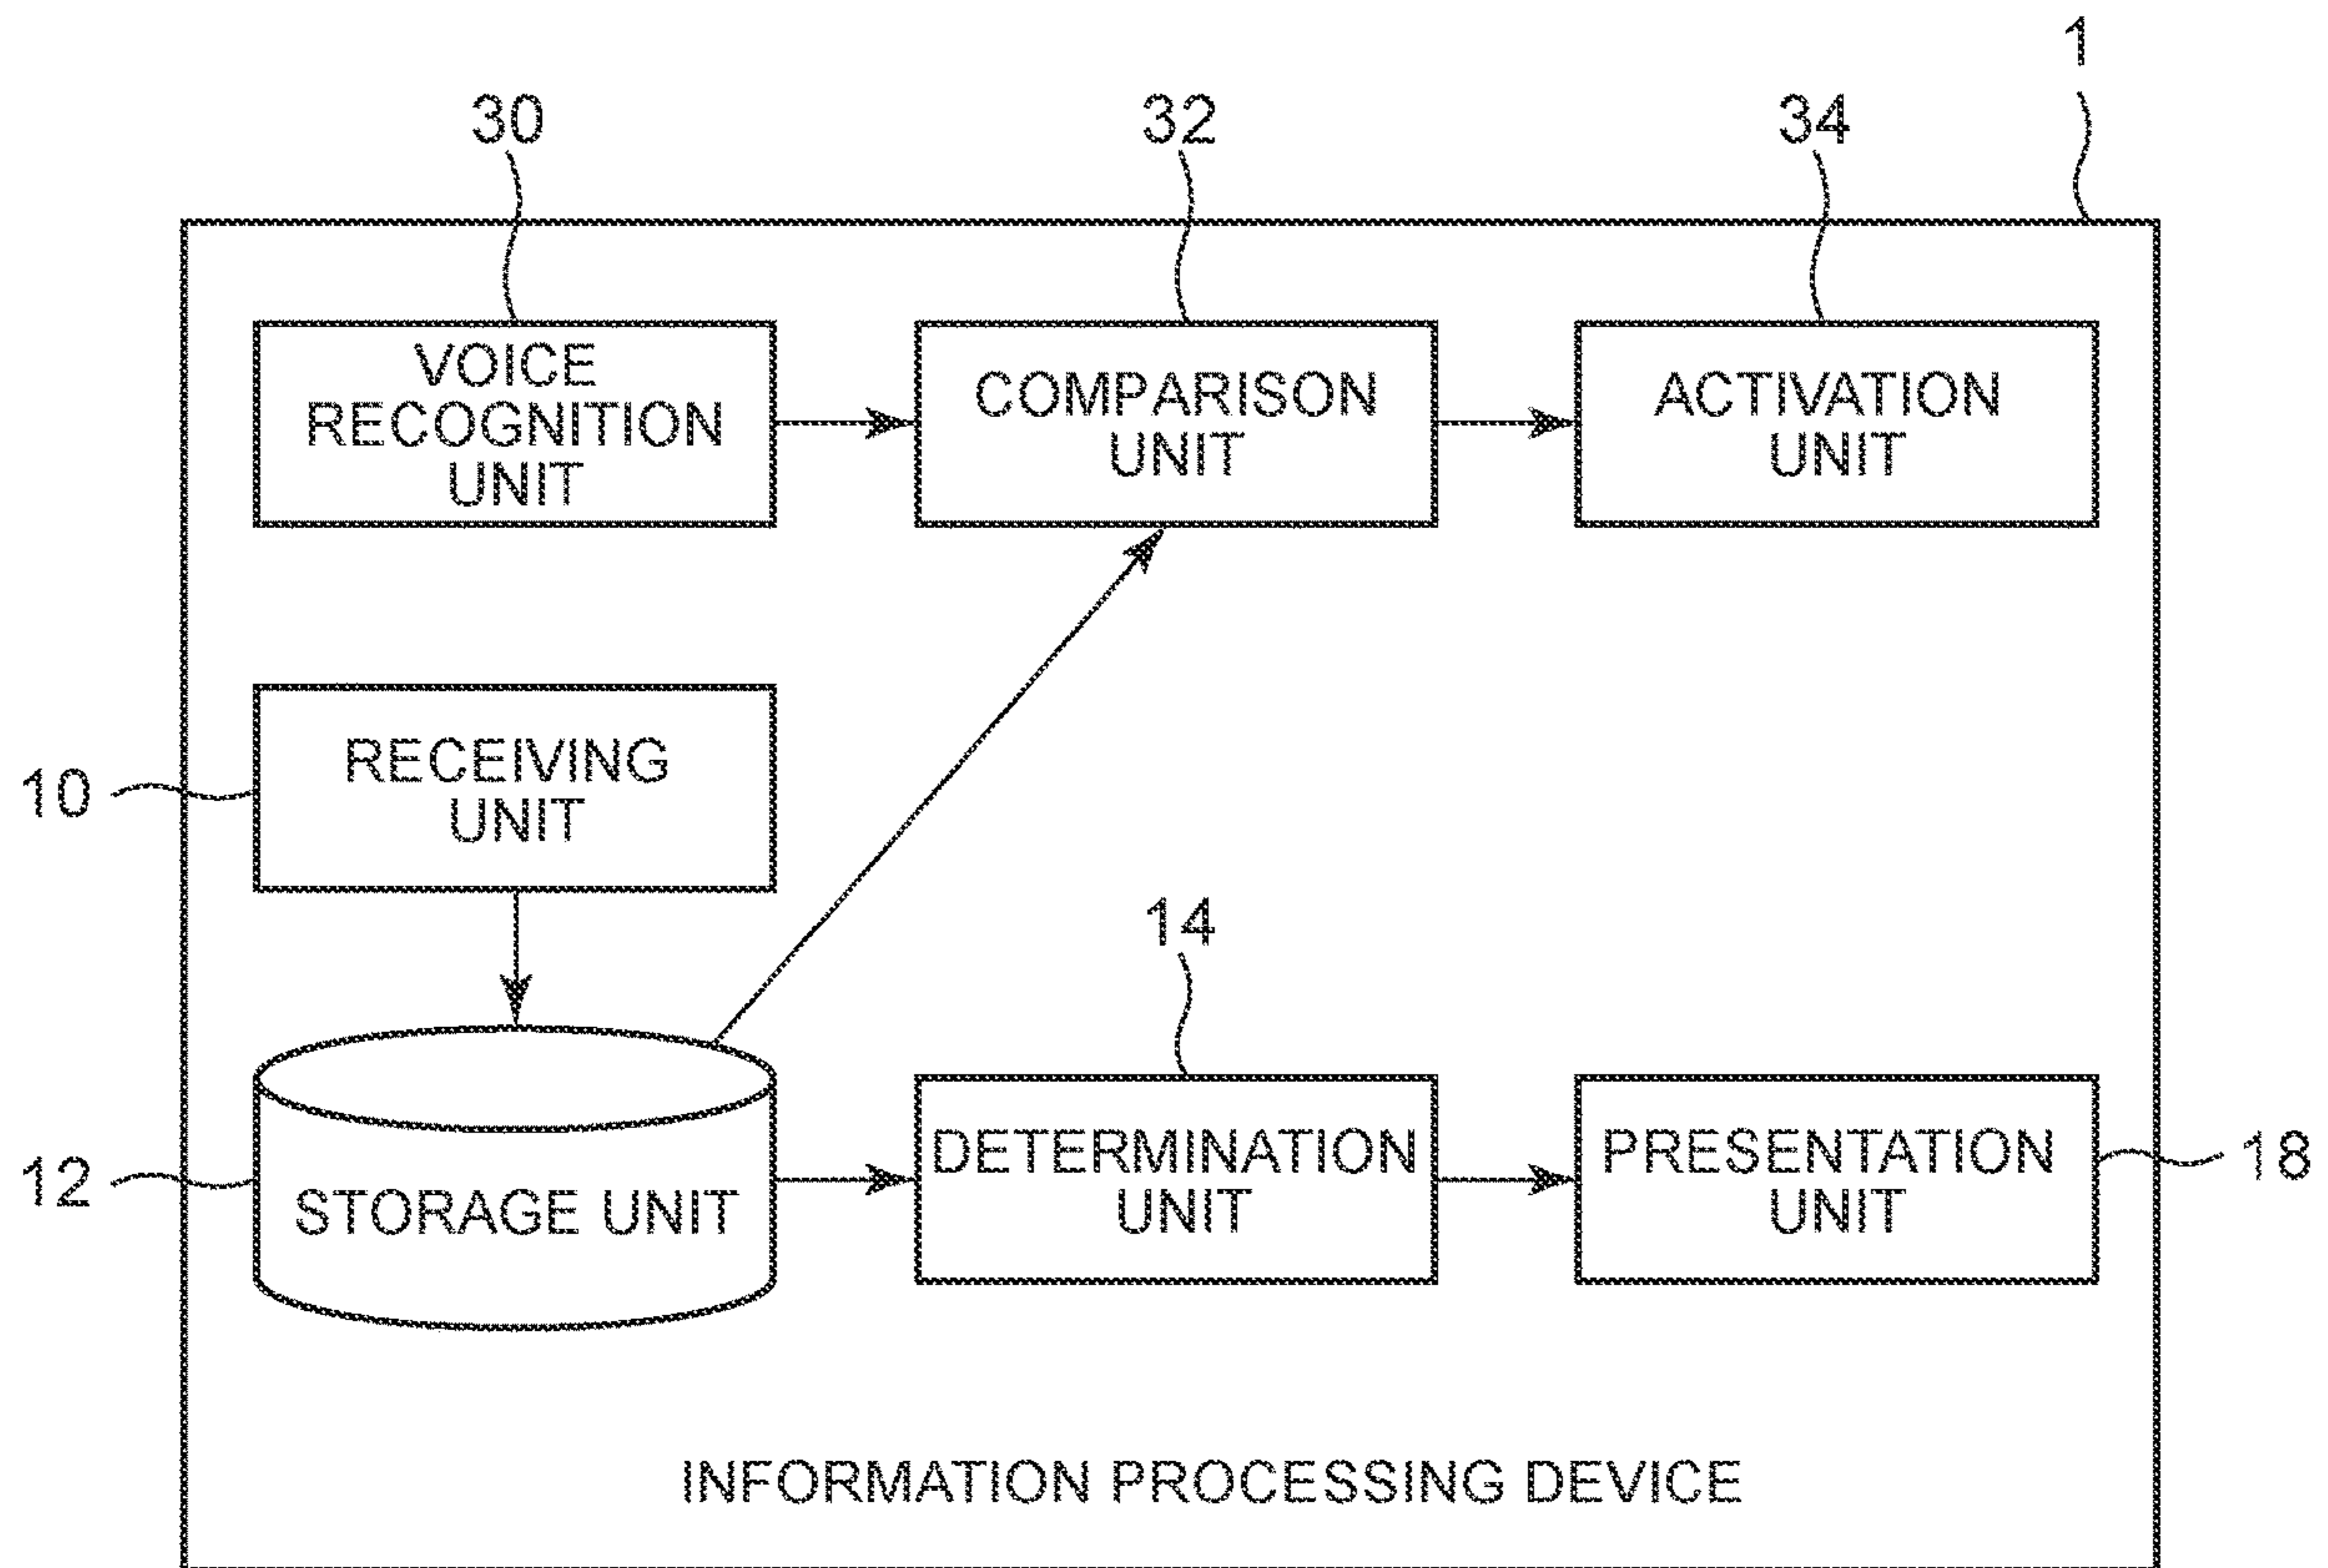 1
30
32
34
VOICE
RECOGNITION
UNIT
COMPARISON
UNIT
ACTIVATION
UNIT
10
RECEIVING
UNIT
14
12
STORAGE UNIT
DETERMINATION
UNIT
PRESENTATION
UNIT
18
INFORMATION PROCESSING DEVICE